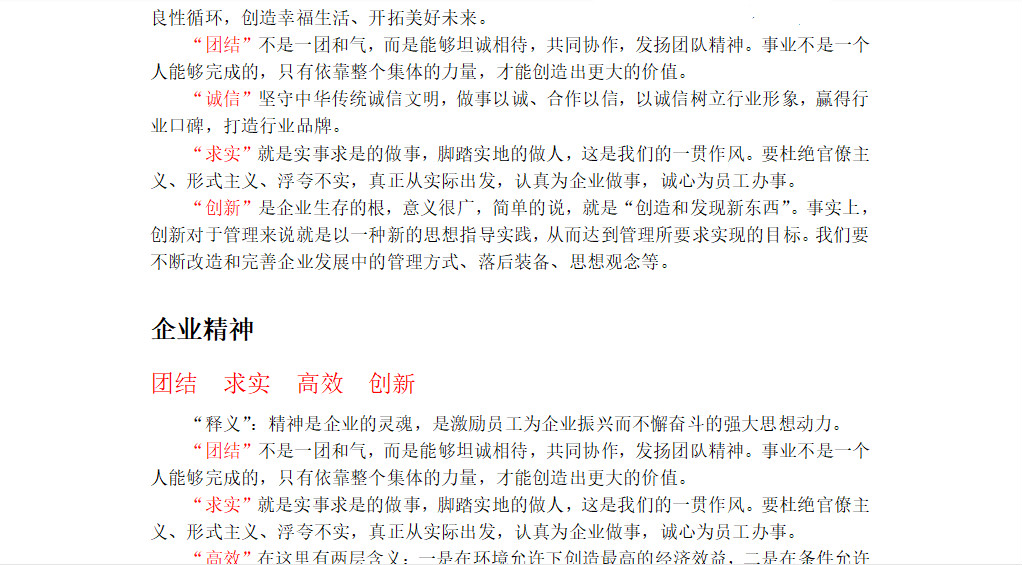 良性循环，创造幸福生活、开拓美好未来。
“团结”不是一团和气，而是能够坦诚相待，共同协作，发扬团队精神。事业不是一个
人能够完成的，只有依靠整个集体的力量，才能创造出更大的价值。
“诚信”坚守中华传统诚信文明，做事以诚、合作以信，以诚信树立行业形象，赢得行
业口碑，打造行业品牌。
“求实”就是实事求是的做事，脚踏实地的做人，这是我们的一贯作风。要杜绝官僚主
义、形式主义、浮夸不实，真正从实际出发，认真为企业做事，诚心为员工办事。
“创新”是企业生存的根，意义很广，简单的说，就是“创造和发现新东西”。事实上，
创新对于管理来说就是以一种新的思想指导实践，从而达到管理所要求实现的目标。我们要
不断改造和完善企业发展中的管理方式、落后装备、思想观念等。
企业精神
团结 求实 高效 创新
“释义”：精神是企业的灵魂，是激励员工为企业振兴而不懈奋斗的强大思想动力。
“团结”不是一团和气，而是能够坦诚相待，共同协作，发扬团队精神。事业不是一个
人能够完成的，只有依靠整个集体的力量，才能创造出更大的价值。
“求实”就是实事求是的做事，脚踏实地的做人，这是我们的一贯作风。要杜绝官僚主
义、形式主义、浮夸不实，真正从实际出发，认真为企业做事，诚心为员工办事。
“高效”在这里有两层含义：一是在环境允许下创造最高的经济效益，二是在条件允许